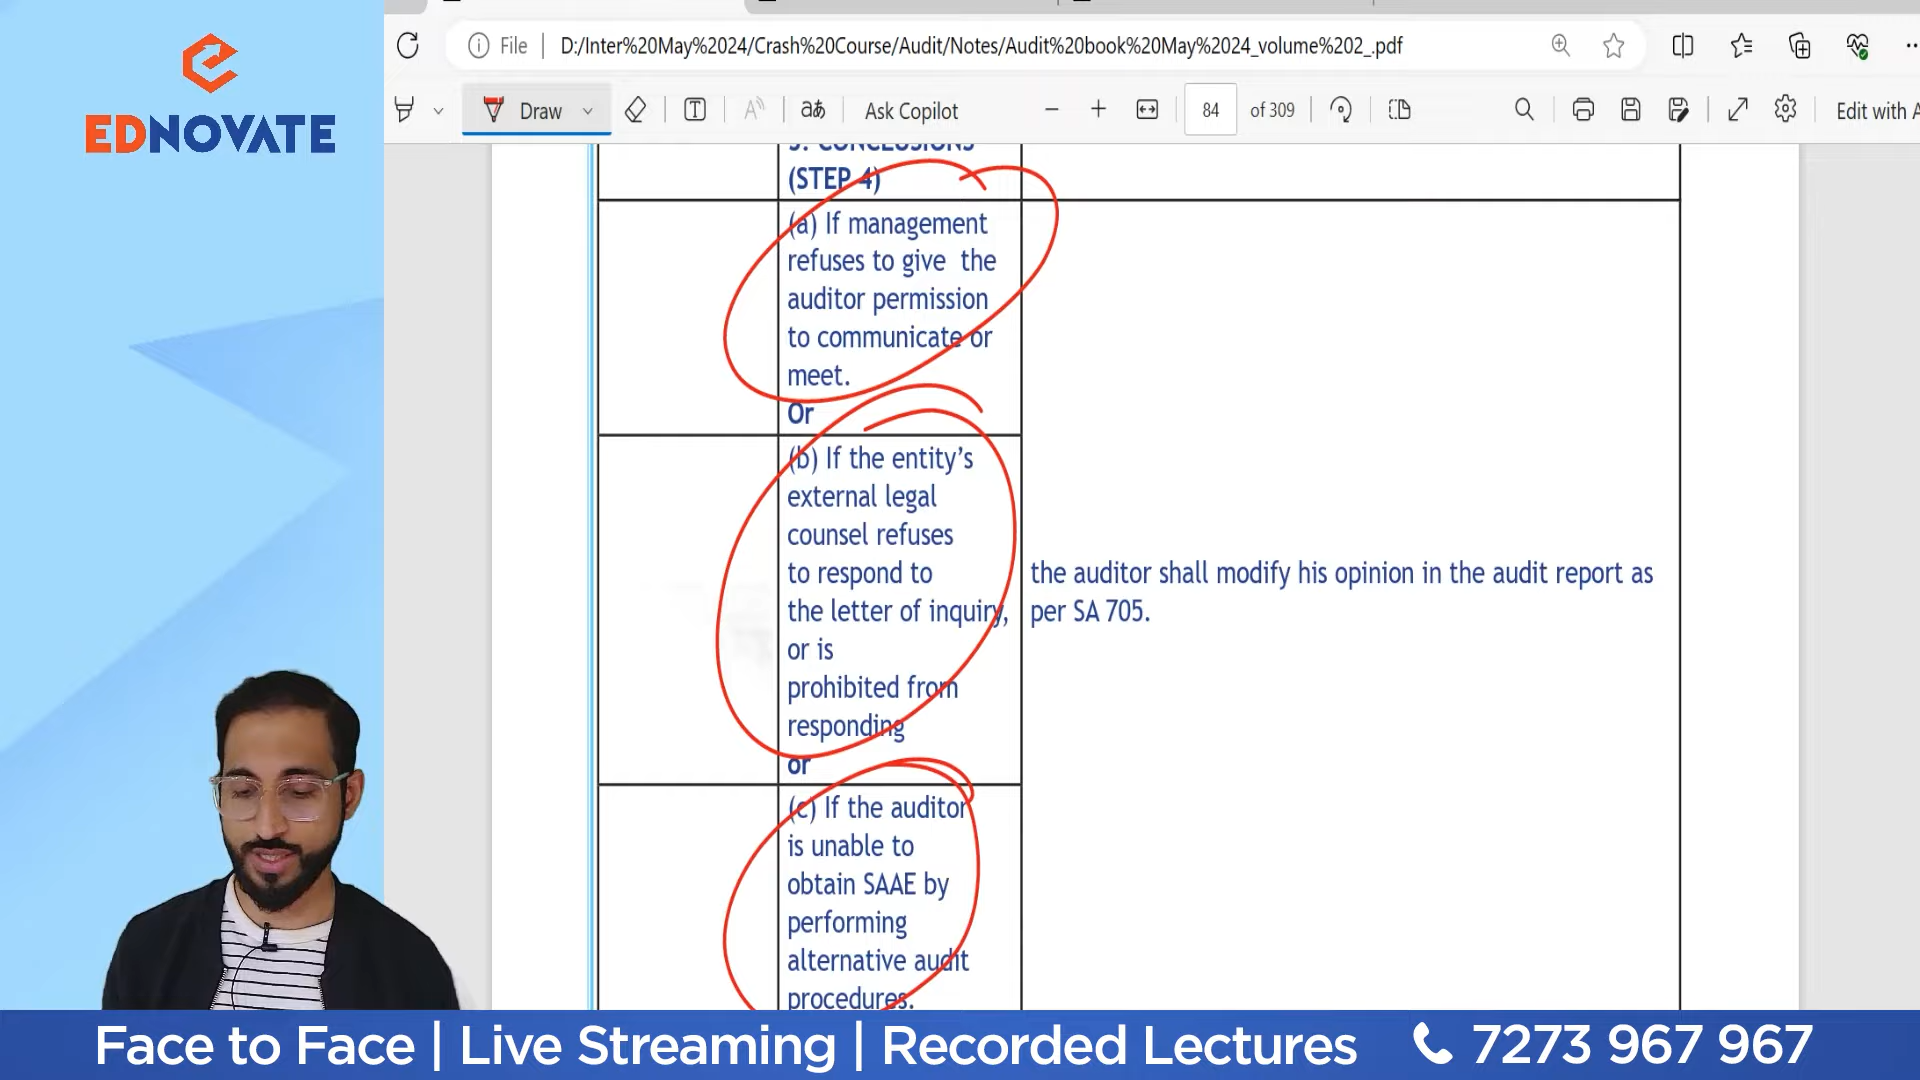 EDNOVATE
File
D:/Inter%20May%2024/Crash%20Course/Audit/Notes/Audit%20book%20May%2024_volume%202_.pdf
Draw
T
A
aあ
Ask Copilot
84
of 309
Edit with A
CONCLUSIONS
(STEP 4)
(a) If management
refuses to give the
auditor permission
to communicate or
meet.
Or
(b) If the entity’s
external legal
counsel refuses
to respond to
the letter of inquiry,
or is
prohibited from
responding
or
(c) If the auditor
is unable to
obtain SAAE by
performing
alternative audit
procedures.
the auditor shall modify his opinion in the audit report as
per SA 705.
Face to Face | Live Streaming | Recorded Lectures 7273 967 967